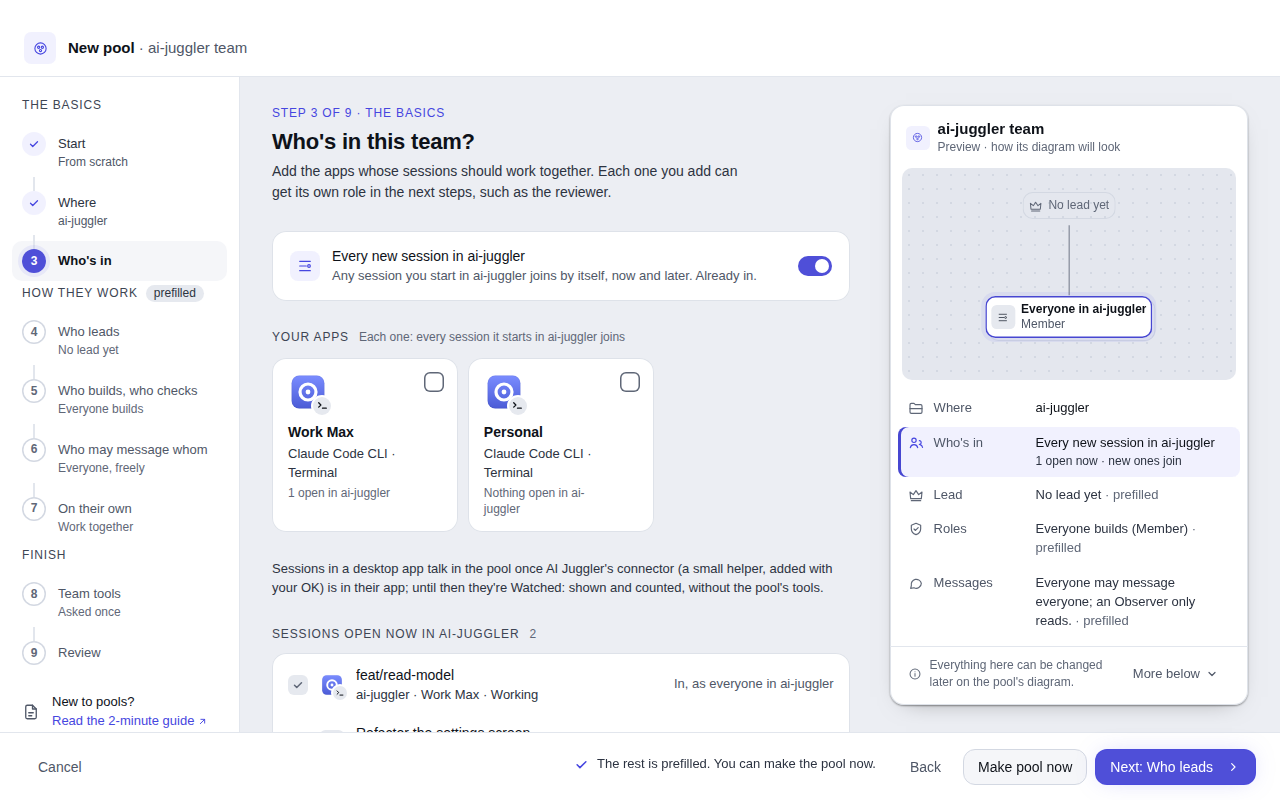 New pool · ai-juggler team
THE BASICS
Start
From scratch
Where
ai-juggler
3
Who's in
HOW THEY WORK prefilled
4
Who leads
No lead yet
5
Who builds, who checks
Everyone builds
6
Who may message whom
Everyone, freely
7
On their own
Work together
FINISH
8
Team tools
Asked once
9
Review
New to pools?
Read the 2-minute guide
STEP 3 OF 9 · THE BASICS
Who's in this team?
Add the apps whose sessions should work together. Each one you add can
get its own role in the next steps, such as the reviewer.
Every new session in ai-juggler
Any session you start in ai-juggler joins by itself, now and later. Already in.
YOUR APPS Each one: every session it starts in ai-juggler joins
Work Max
Claude Code CLI ·
Terminal
1 open in ai-juggler
Personal
Claude Code CLI ·
Terminal
Nothing open in ai-
juggler
Sessions in a desktop app talk in the pool once AI Juggler's connector (a small helper, added with
your OK) is in their app; until then they're Watched: shown and counted, without the pool's tools.
SESSIONS OPEN NOW IN AI-JUGGLER 2
feat/read-model
ai-juggler · Work Max · Working
In, as everyone in ai-juggler
Refactor the settings screen
ai-juggler team
Preview · how its diagram will look
No lead yet
Everyone in ai-juggler
Member
Where ai-juggler
Who's in Every new session in ai-juggler
1 open now · new ones join
Lead No lead yet · prefilled
Roles Everyone builds (Member) ·
prefilled
Messages Everyone may message
everyone; an Observer only
reads. · prefilled
Everything here can be changed
later on the pool's diagram.
More below
Cancel
The rest is prefilled. You can make the pool now.
Back
Make pool now
Next: Who leads